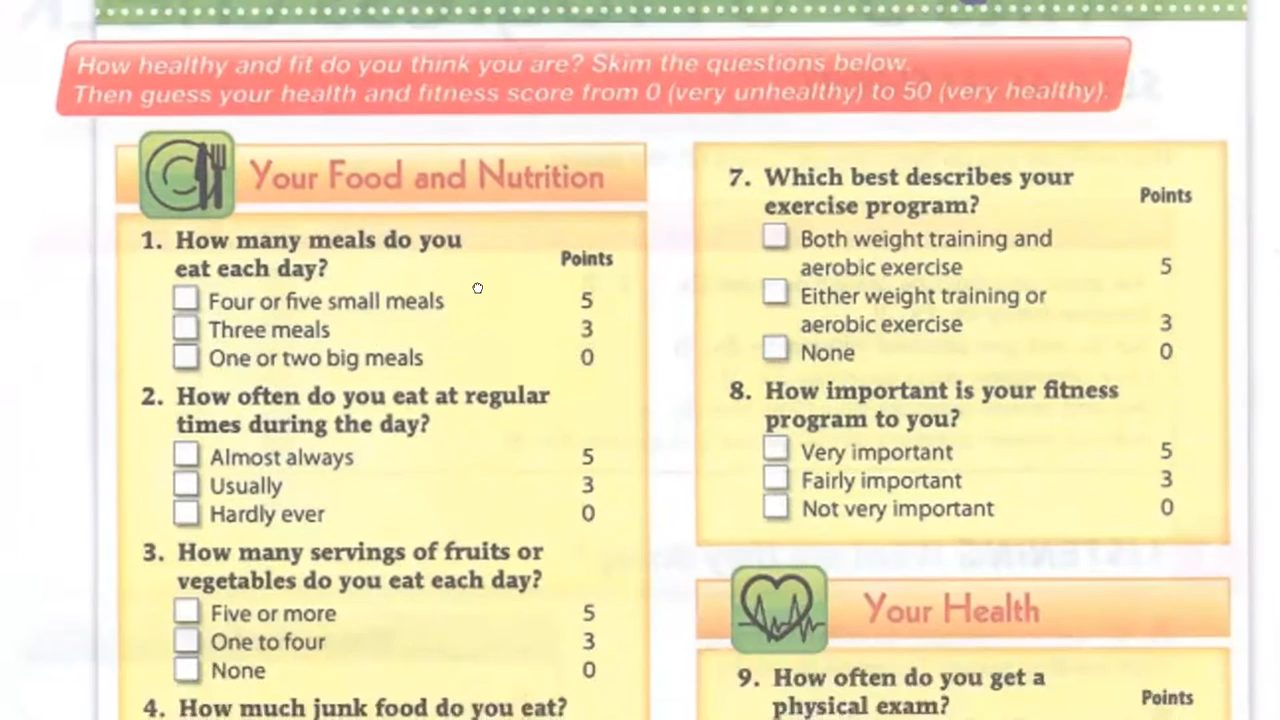 How healthy and fit do you think you are? Skim the questions below.
Then guess your health and fitness score from 0 (very unhealthy) to 50 (very healthy).
Your Food and Nutrition
1. How many meals do you
eat each day?
Points
Four or five small meals 5
Three meals 3
One or two big meals 0
2. How often do you eat at regular
times during the day?
Almost always 5
Usually 3
Hardly ever 0
3. How many servings of fruits or
vegetables do you eat each day?
Five or more 5
One to four 3
None 0
4. How much junk food do you eat?
7. Which best describes your
exercise program?
Points
Both weight training and
aerobic exercise 5
Either weight training or
aerobic exercise 3
None 0
8. How important is your fitness
program to you?
Very important 5
Fairly important 3
Not very important 0
Your Health
9. How often do you get a
physical exam?
Points